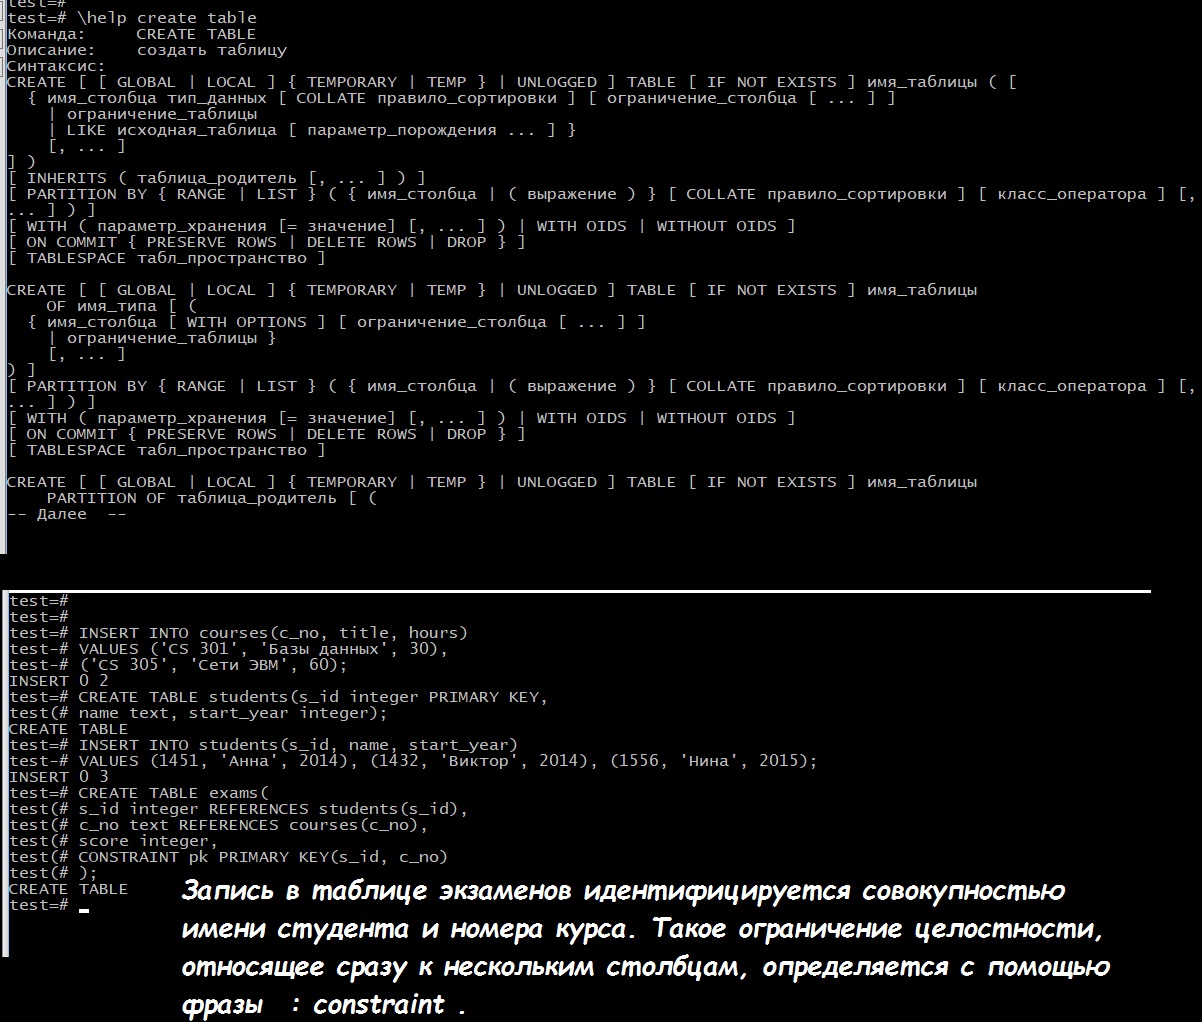 test=#
test=# \help create table
Команда:     CREATE TABLE
Описание:    создать таблицу
Синтаксис:
CREATE [ [ GLOBAL | LOCAL ] { TEMPORARY | TEMP } | UNLOGGED ] TABLE [ IF NOT EXISTS ] имя_таблицы ( [
  { имя_столбца тип_данных [ COLLATE правило_сортировки ] [ ограничение_столбца [ ... ] ]
    | ограничение_таблицы
    | LIKE исходная_таблица [ параметр_порождения ... ] }
    [, ... ]
] )
[ INHERITS ( таблица_родитель [, ... ] ) ]
[ PARTITION BY { RANGE | LIST } ( { имя_столбца | ( выражение ) } [ COLLATE правило_сортировки ] [ класс_оператора ] [,
... ] ) ]
[ WITH ( параметр_хранения [= значение] [, ... ] ) | WITH OIDS | WITHOUT OIDS ]
[ ON COMMIT { PRESERVE ROWS | DELETE ROWS | DROP } ]
[ TABLESPACE табл_пространство ]

CREATE [ [ GLOBAL | LOCAL ] { TEMPORARY | TEMP } | UNLOGGED ] TABLE [ IF NOT EXISTS ] имя_таблицы
    OF имя_типа [ (
  { имя_столбца [ WITH OPTIONS ] [ ограничение_столбца [ ... ] ]
    | ограничение_таблицы }
    [, ... ]
) ]
[ PARTITION BY { RANGE | LIST } ( { имя_столбца | ( выражение ) } [ COLLATE правило_сортировки ] [ класс_оператора ] [,
... ] ) ]
[ WITH ( параметр_хранения [= значение] [, ... ] ) | WITH OIDS | WITHOUT OIDS ]
[ ON COMMIT { PRESERVE ROWS | DELETE ROWS | DROP } ]
[ TABLESPACE табл_пространство ]

CREATE [ [ GLOBAL | LOCAL ] { TEMPORARY | TEMP } | UNLOGGED ] TABLE [ IF NOT EXISTS ] имя_таблицы
    PARTITION OF таблица_родитель [ (
-- Далее  --
test=#
test=#
test=# INSERT INTO courses(c_no, title, hours)
test-# VALUES ('CS 301', 'Базы данных', 30),
test-# ('CS 305', 'Сети ЭВМ', 60);
INSERT 0 2
test=# CREATE TABLE students(s_id integer PRIMARY KEY,
test(# name text, start_year integer);
CREATE TABLE
test=# INSERT INTO students(s_id, name, start_year)
test-# VALUES (1451, 'Анна', 2014), (1432, 'Виктор', 2014), (1556, 'Нина', 2015);
INSERT 0 3
test=# CREATE TABLE exams(
test(# s_id integer REFERENCES students(s_id),
test(# c_no text REFERENCES courses(c_no),
test(# score integer,
test(# CONSTRAINT pk PRIMARY KEY(s_id, c_no)
test(# );
CREATE TABLE
test=#
Запись в таблице экзаменов идентифицируется совокупностью
имени студента и номера курса. Такое ограничение целостности,
относящее сразу к нескольким столбцам, определяется с помощью
фразы  : constraint .